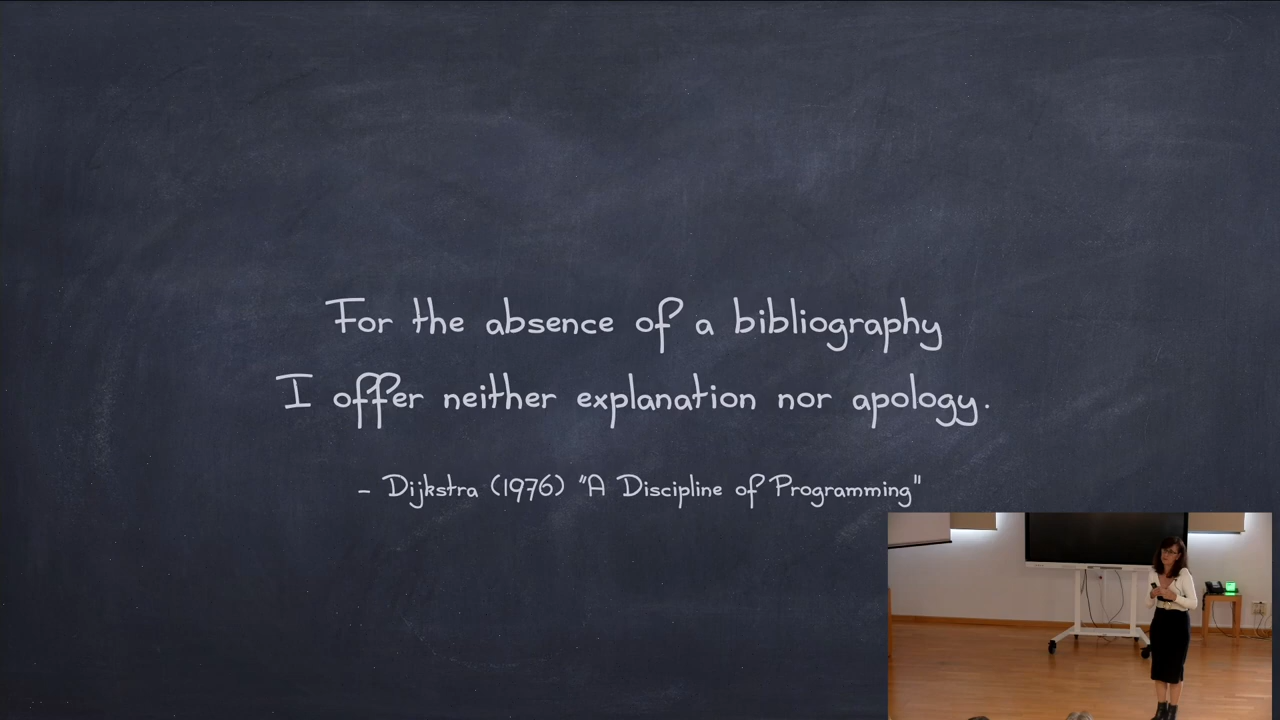 For the absence of a bibliography
I offer neither explanation nor apology.
- Dijkstra (1976) "A Discipline of Programming"